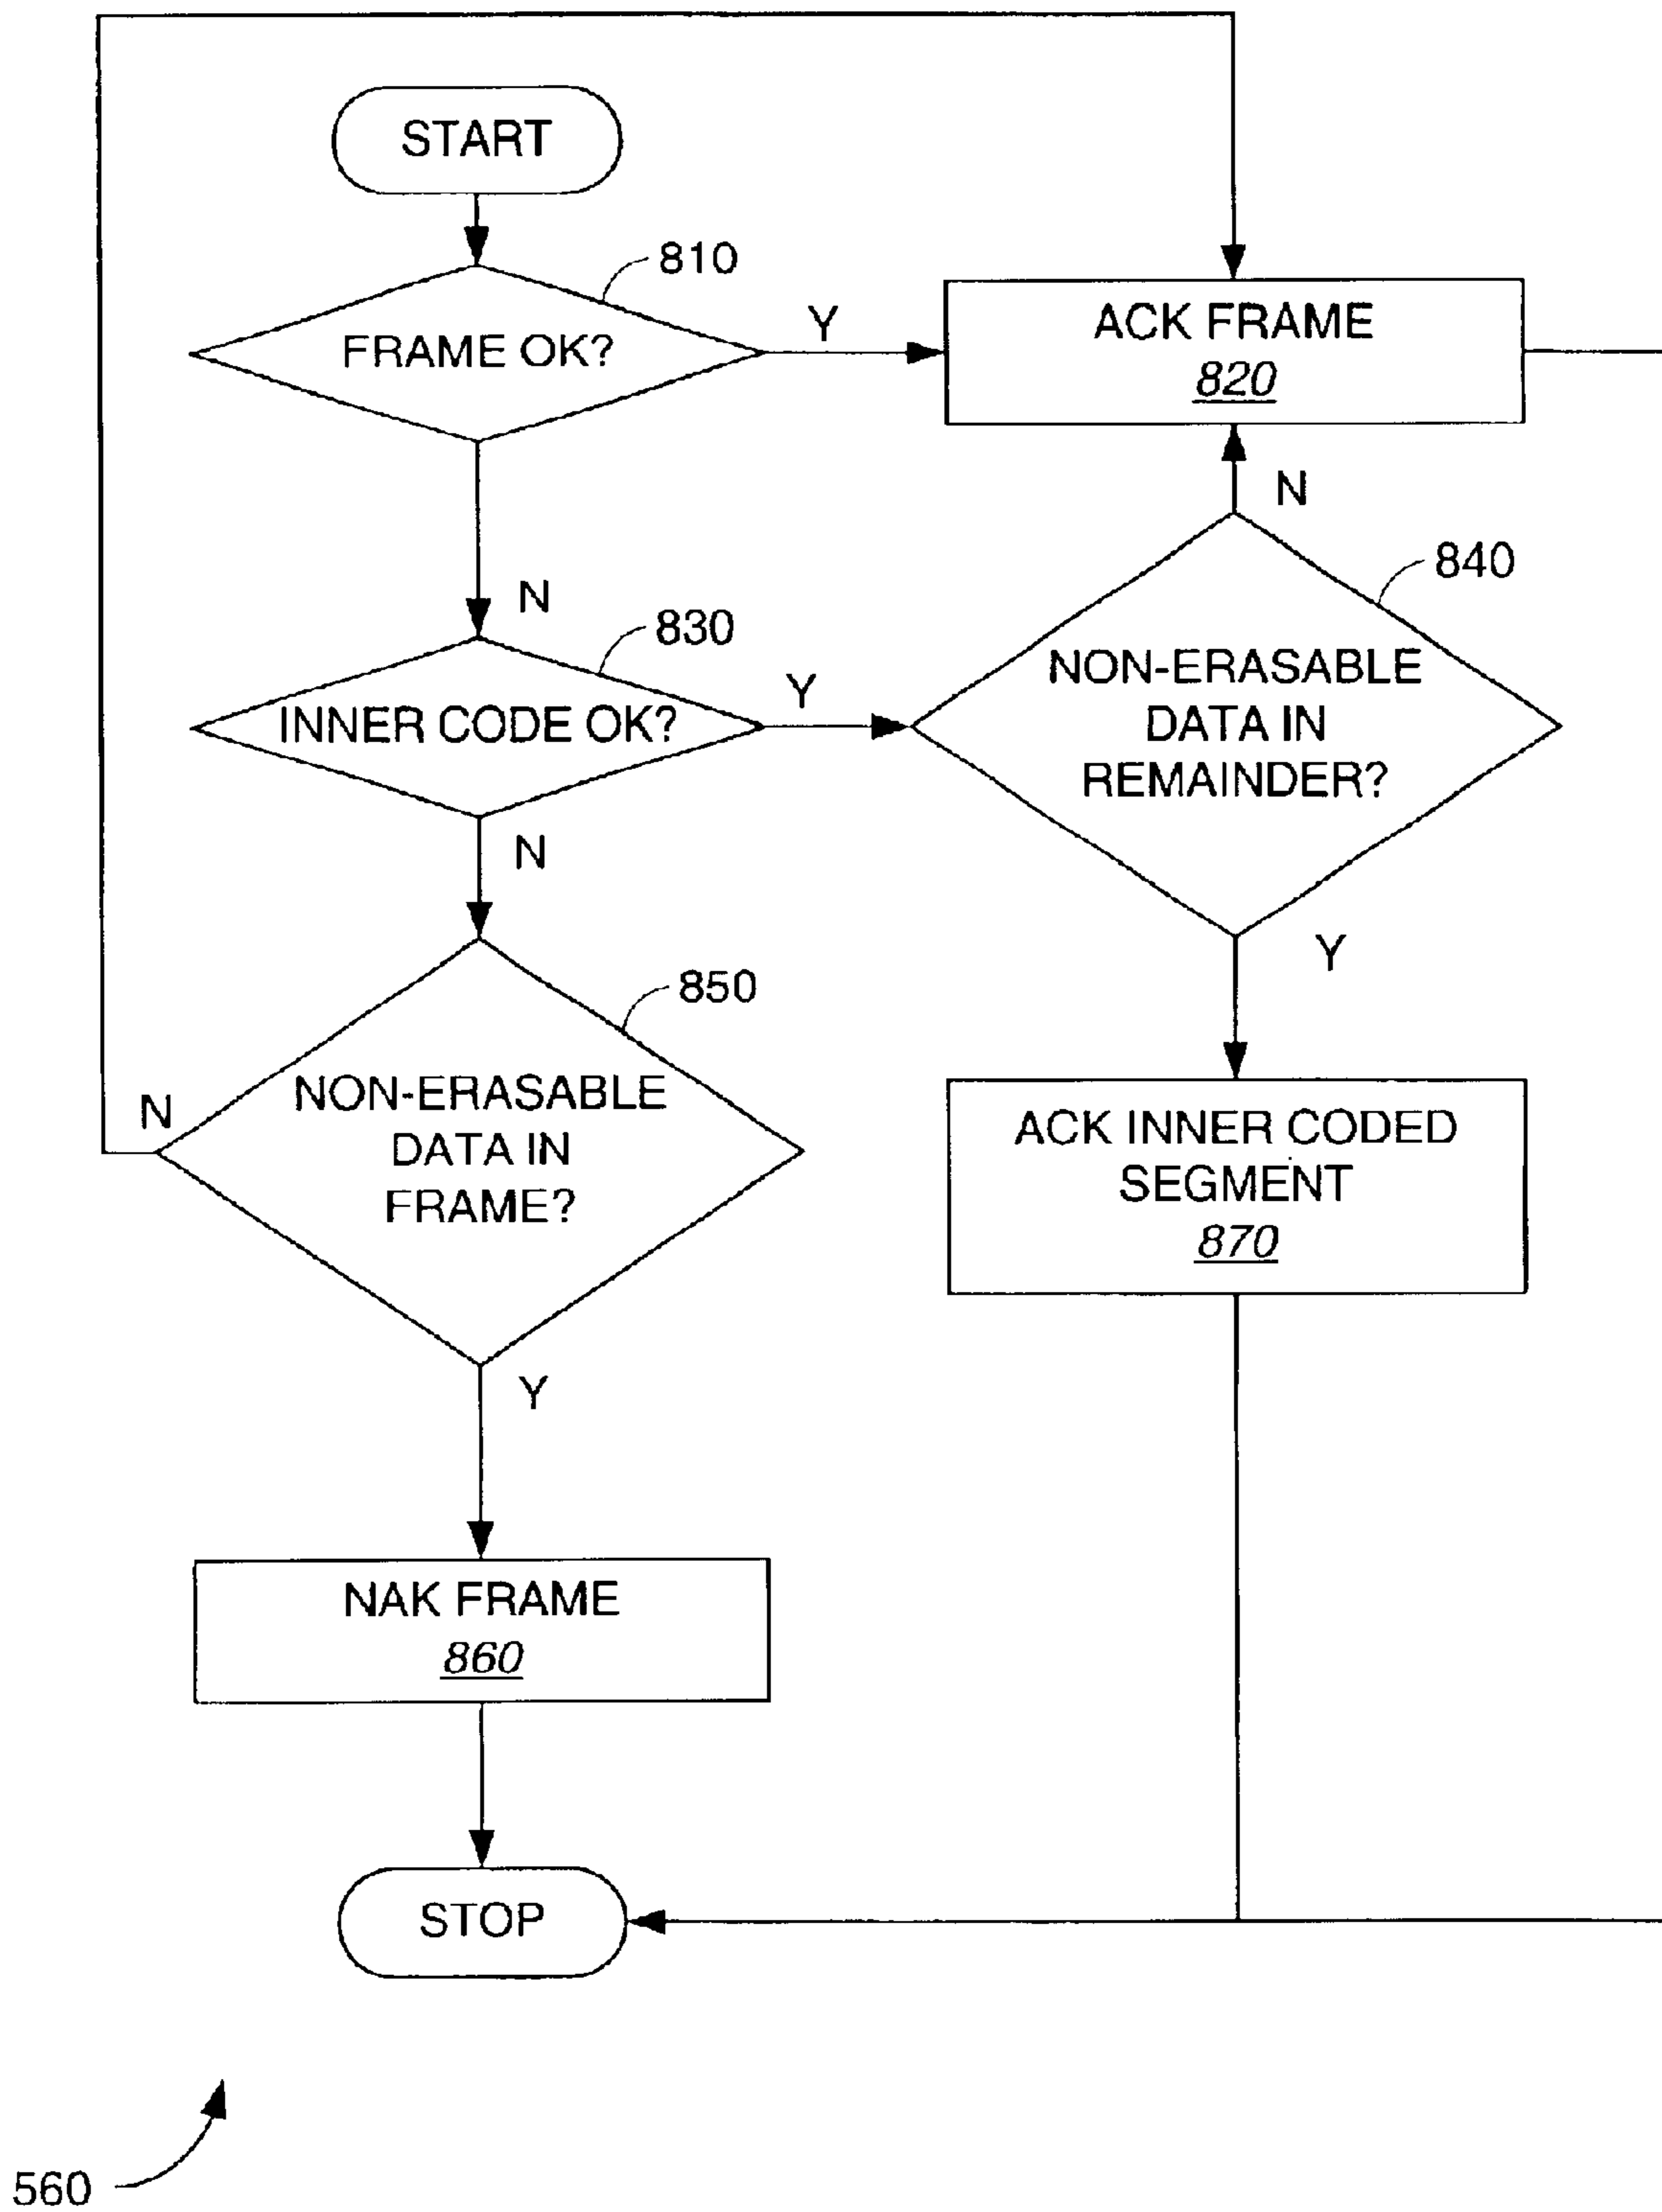 START
810
FRAME OK?
Y
ACK FRAME
820
N
840
N
830
INNER CODE OK?
Y
NON-ERASABLE
DATA IN
REMAINDER?
N
Y
850
NON-ERASABLE
DATA IN
FRAME?
N
ACK INNER CODED
SEGMENT
870
Y
NAK FRAME
860
STOP
560